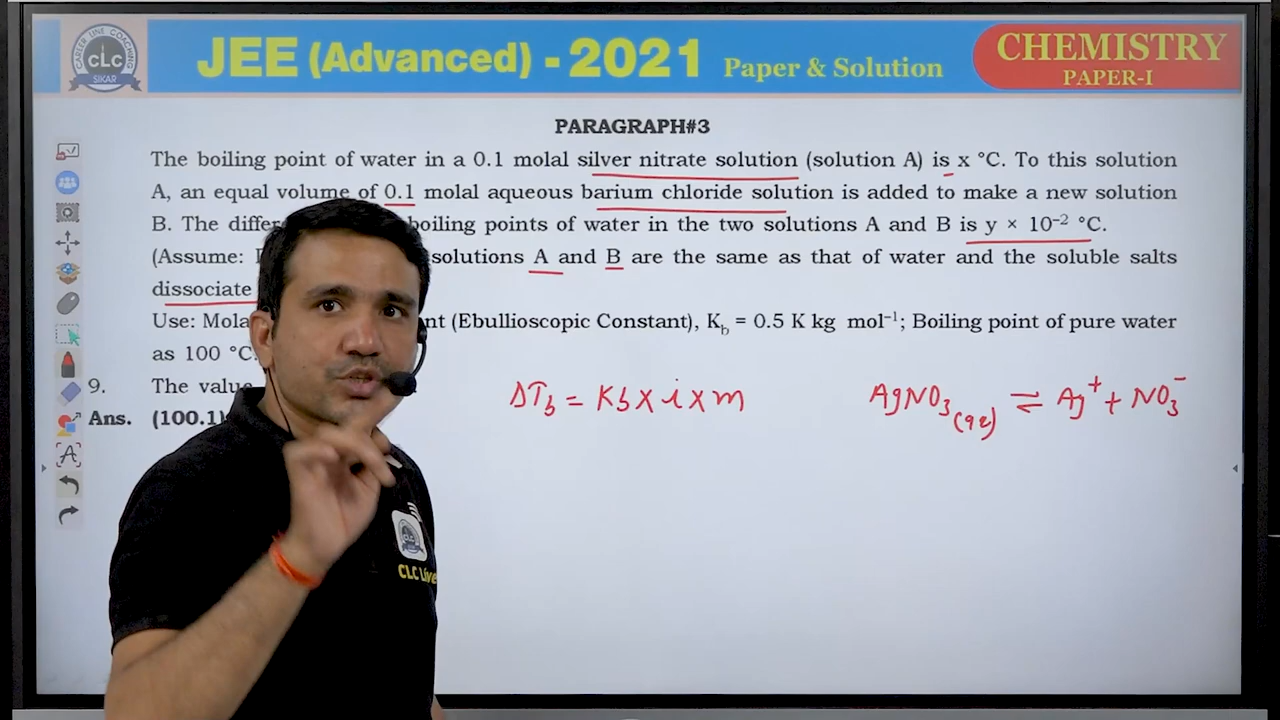 CAREER LINE COACHING
CLC
SIKAR
JEE (Advanced) - 2021 Paper & Solution
CHEMISTRY
PAPER-I
PARAGRAPH#3
The boiling point of water in a 0.1 molal silver nitrate solution (solution A) is x °C. To this solution
A, an equal volume of 0.1 molal aqueous barium chloride solution is added to make a new solution
B. The boiling points of water in the two solutions A and B is y × 10⁻² °C.
(Assume: solutions A and B are the same as that of water and the soluble salts
dissociate
Use: (Ebullioscopic Constant), K_b = 0.5 K kg mol⁻¹; Boiling point of pure water
as 100 °C.
9. The
Ans. (100.1
ΔT_b = K_b × i × m
AgNO₃(aq) ⇌ Ag⁺ + NO₃⁻
CLC
CLC Live